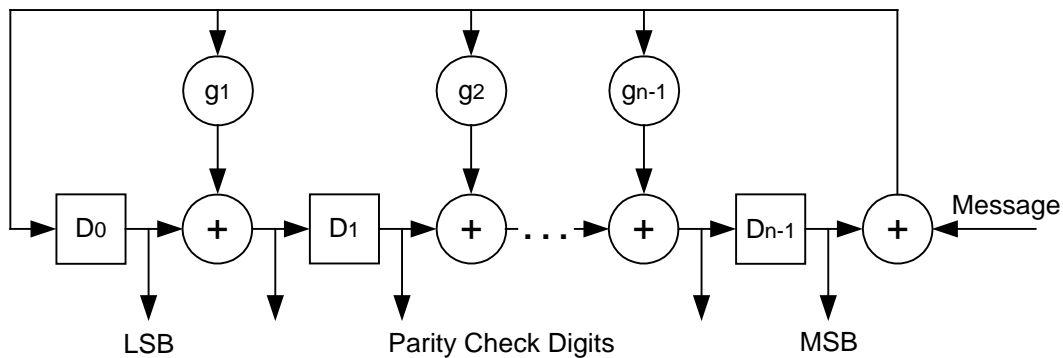 g1 g2 gn-1
D0 + D1 + . . . + Dn-1 + Message
LSB Parity Check Digits MSB